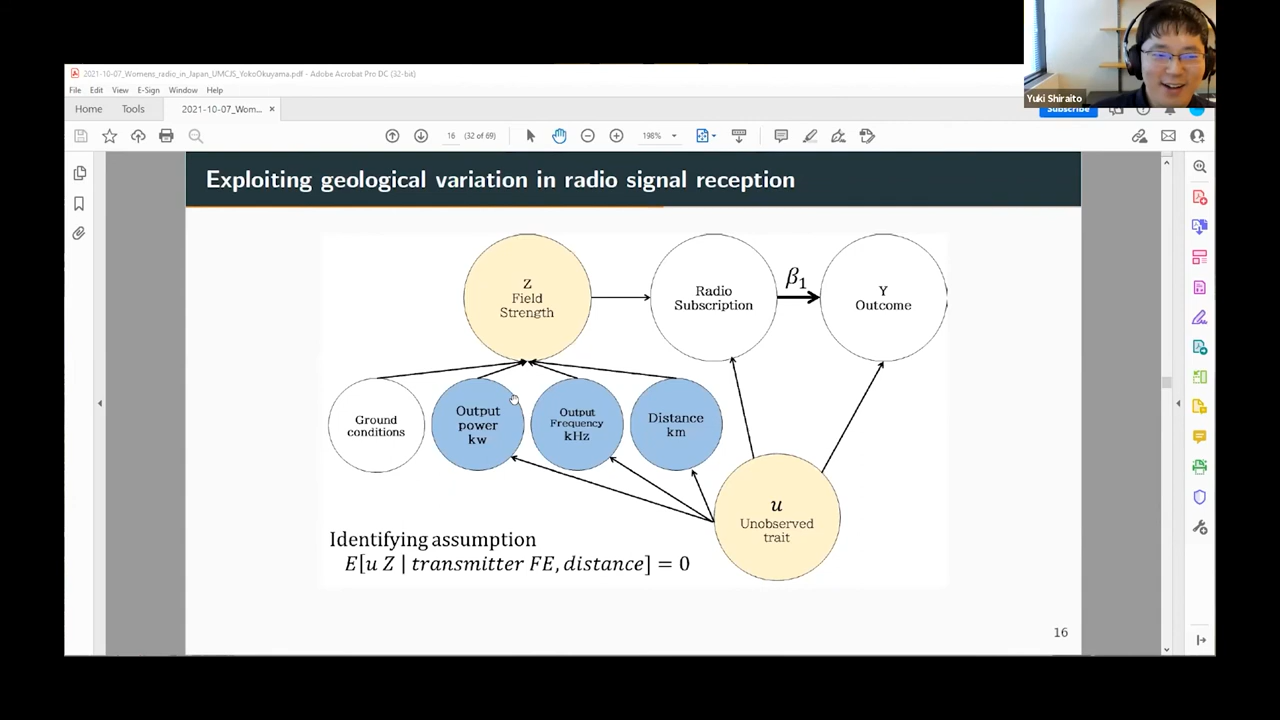 2021-10-07_Womens_radio_in_Japan_UMCJS_YokoOkuyama.pdf - Adobe Acrobat Pro DC (32-bit)
File Edit View E-Sign Window Help
Home Tools 2021-10-07_Wom... ×
Yuki Shiraito
Subscribe
16 (32 of 69) 198%
Exploiting geological variation in radio signal reception
Z
Field
Strength
Radio
Subscription
β₁
Y
Outcome
Ground
conditions
Output
power
kw
Output
Frequency
kHz
Distance
km
u
Unobserved
trait
Identifying assumption
E[u Z | transmitter FE, distance] = 0
16